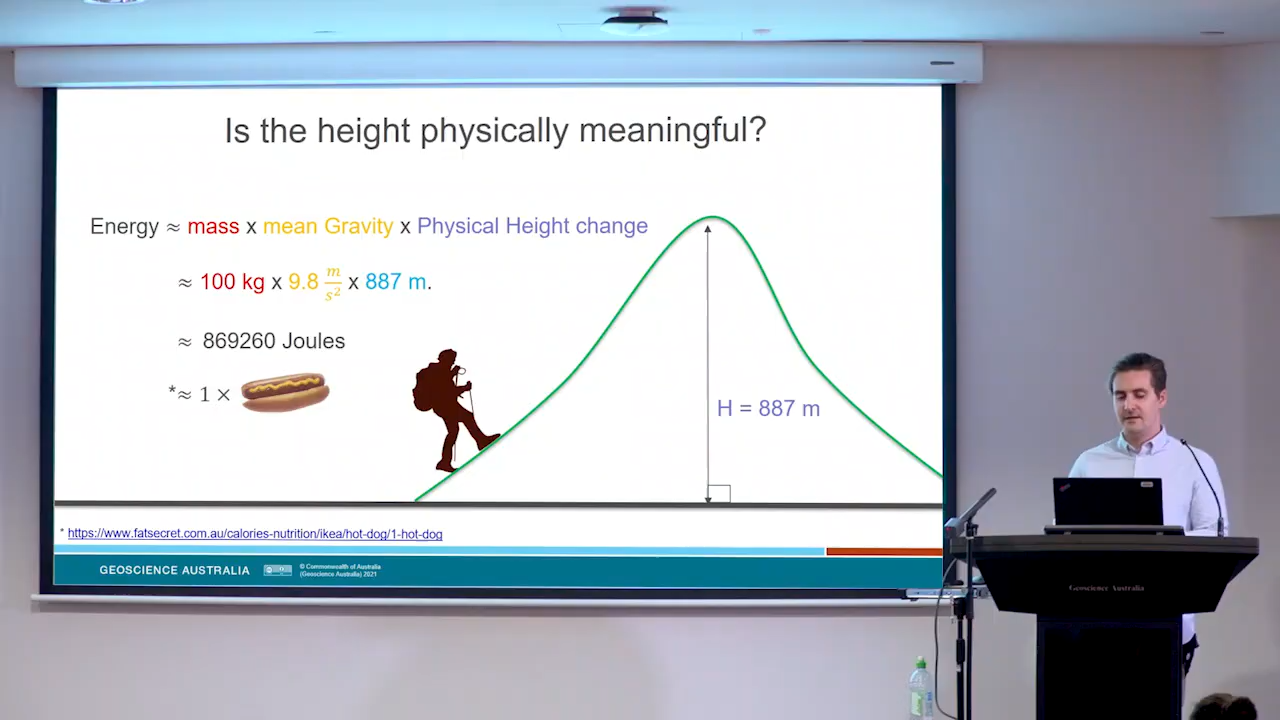 Is the height physically meaningful?
Energy ≈ mass x mean Gravity x Physical Height change
≈ 100 kg x 9.8 m/s² x 887 m.
≈ 869260 Joules
*≈ 1 ×
H = 887 m
* https://www.fatsecret.com.au/calories-nutrition/ikea/hot-dog/1-hot-dog
GEOSCIENCE AUSTRALIA
© Commonwealth of Australia
(Geoscience Australia) 2021
Geoscience Australia